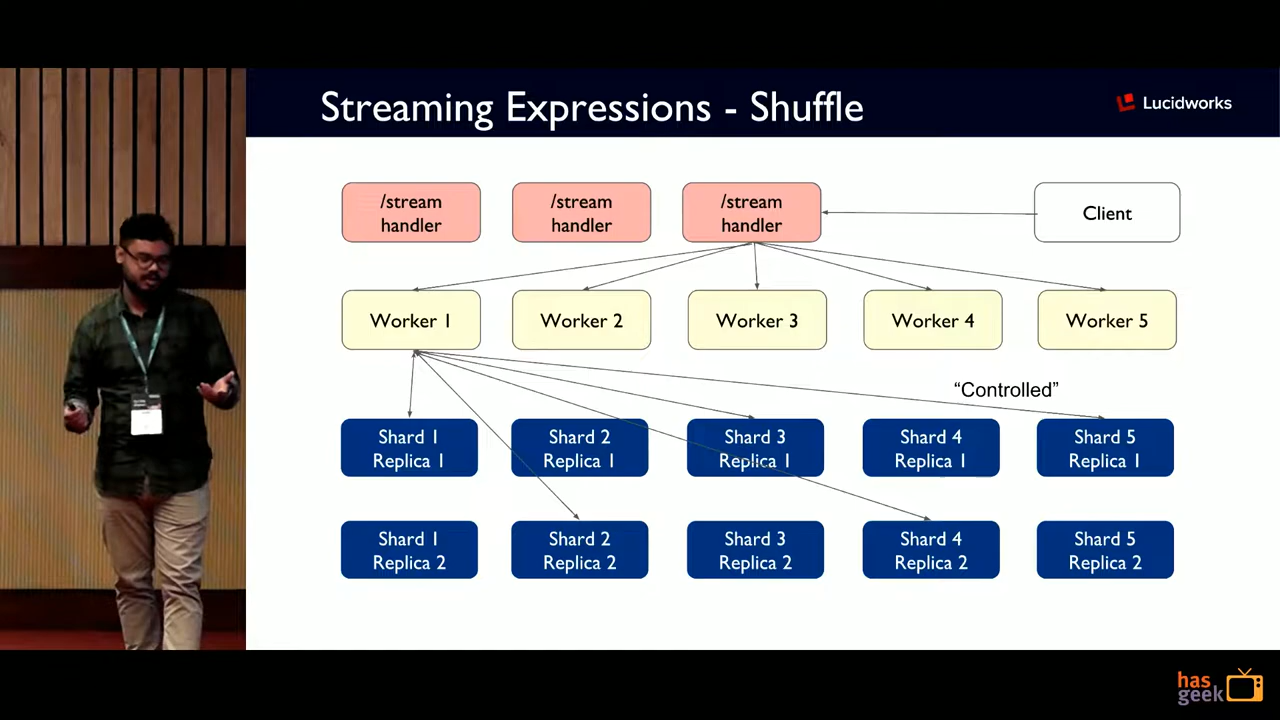 Streaming Expressions - Shuffle
Lucidworks
/stream
handler
/stream
handler
/stream
handler
Client
Worker 1
Worker 2
Worker 3
Worker 4
Worker 5
“Controlled”
Shard 1
Replica 1
Shard 2
Replica 1
Shard 3
Replica 1
Shard 4
Replica 1
Shard 5
Replica 1
Shard 1
Replica 2
Shard 2
Replica 2
Shard 3
Replica 2
Shard 4
Replica 2
Shard 5
Replica 2
has
geek